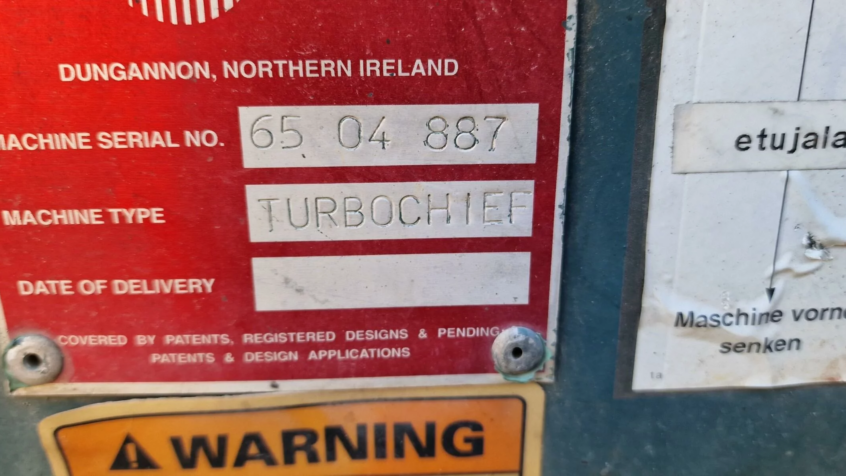 DUNGANNON, NORTHERN IRELAND
MACHINE SERIAL NO. 65 04 887
MACHINE TYPE TURBOCHIEF
DATE OF DELIVERY
COVERED BY PATENTS, REGISTERED DESIGNS & PENDING
PATENTS & DESIGN APPLICATIONS
WARNING
etujala
Maschine vorne
senken